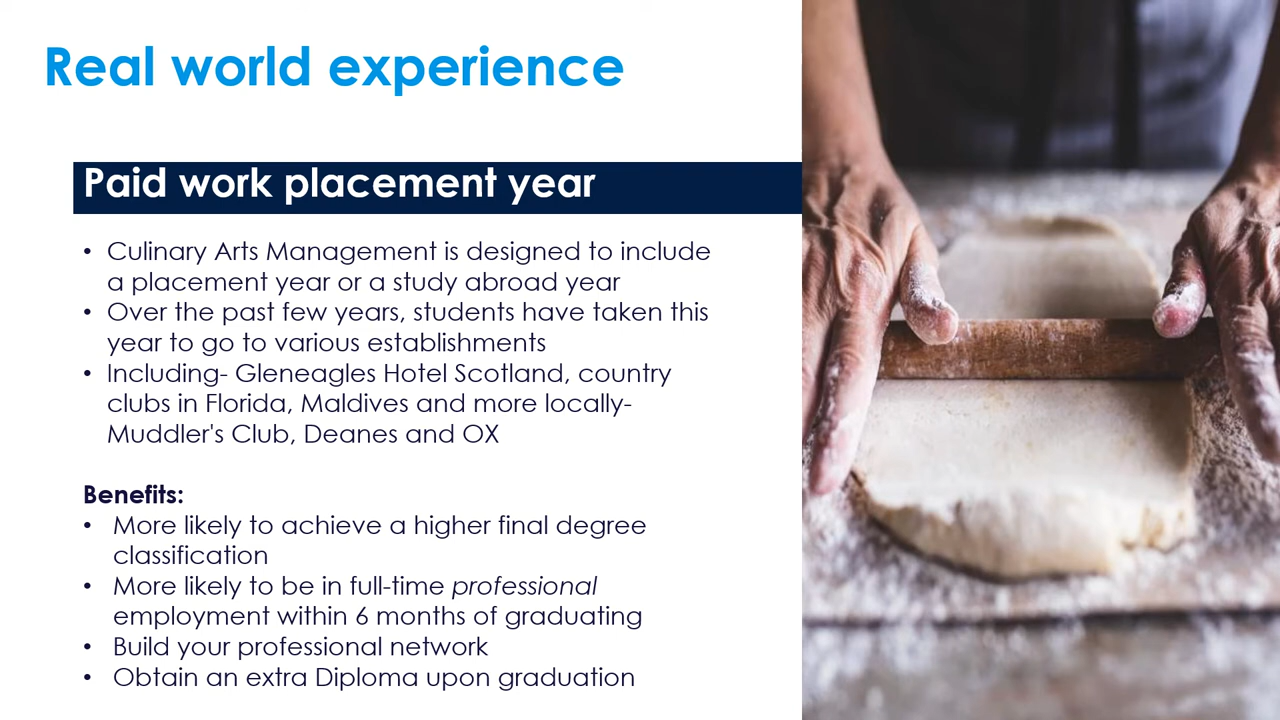 Real world experience
Paid work placement year
• Culinary Arts Management is designed to include
a placement year or a study abroad year
• Over the past few years, students have taken this
year to go to various establishments
• Including- Gleneagles Hotel Scotland, country
clubs in Florida, Maldives and more locally-
Muddler's Club, Deanes and OX
Benefits:
• More likely to achieve a higher final degree
classification
• More likely to be in full-time professional
employment within 6 months of graduating
• Build your professional network
• Obtain an extra Diploma upon graduation